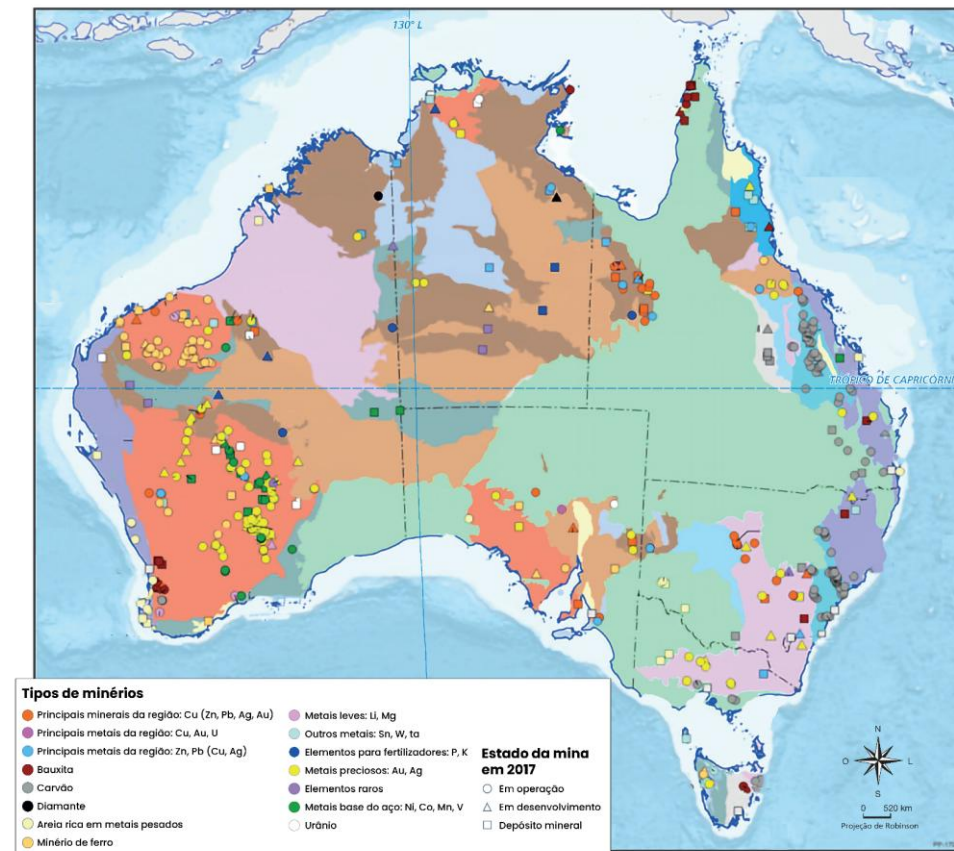 130° L
TRÓPICO DE CAPRICÓRNI
Tipos de minérios
Principais minerais da região: Cu (Zn, Pb, Ag, Au)
Principais metais da região: Cu, Au, U
Principais metais da região: Zn, Pb (Cu, Ag)
Bauxita
Carvão
Diamante
Areia rica em metais pesados
Minério de ferro
Metais leves: Li, Mg
Outros metais: Sn, W, ta
Elementos para fertilizadores: P, K
Metais preciosos: Au, Ag
Elementos raros
Metais base do aço: Ni, Co, Mn, V
Urânio
Estado da mina
em 2017
Em operação
Em desenvolvimento
Depósito mineral
N
O
L
S
0 520 km
Projeção de Robinson